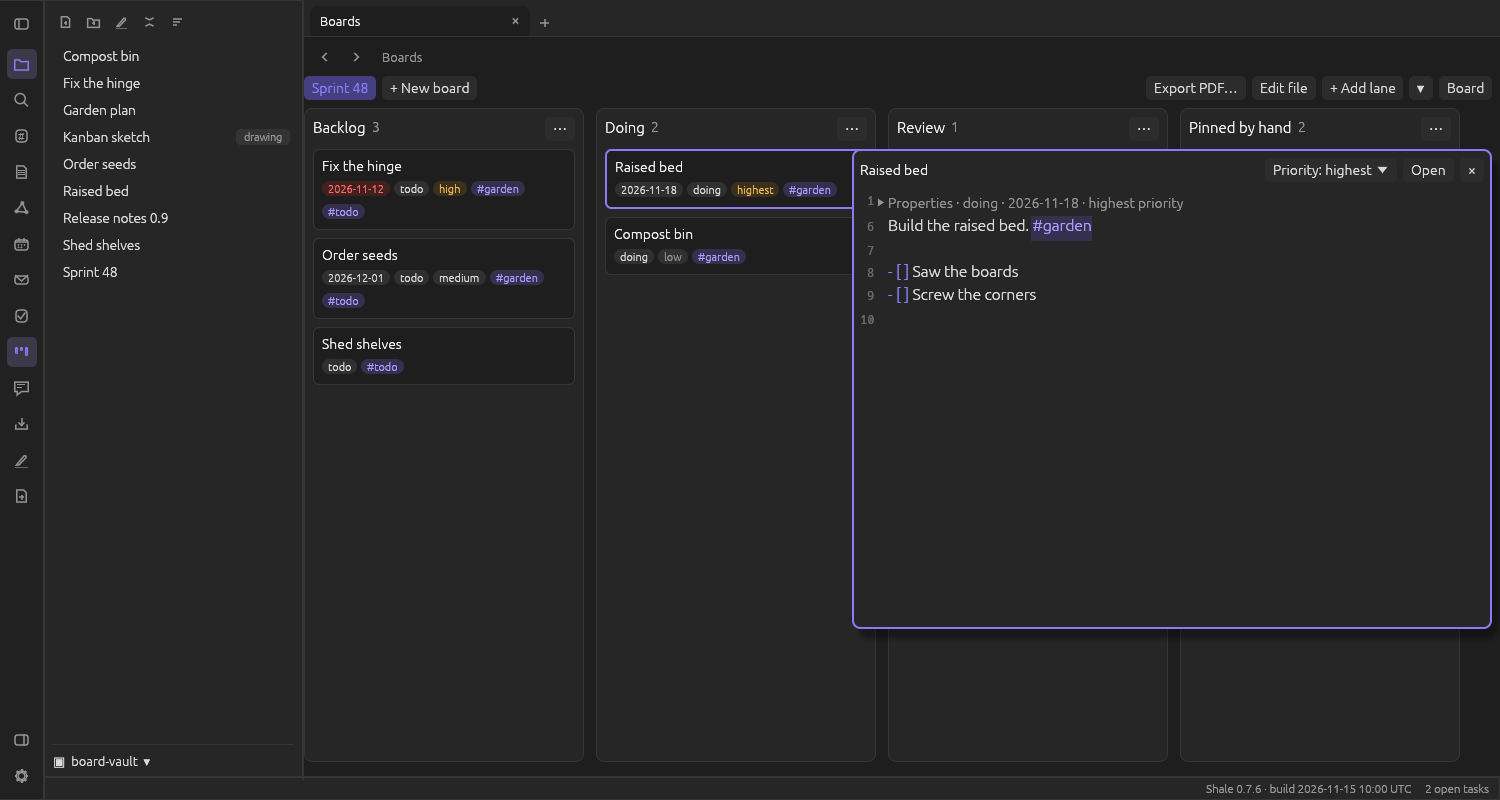 Boards ×
+
Boards
Sprint 48
+ New board
Export PDF…
Edit file
+ Add lane
▾
Board
Compost bin
Fix the hinge
Garden plan
Kanban sketch drawing
Order seeds
Raised bed
Release notes 0.9
Shed shelves
Sprint 48
board-vault ▾
Backlog 3 ...
Fix the hinge
2026-11-12 todo high #garden
#todo
Order seeds
2026-12-01 todo medium #garden
#todo
Shed shelves
todo #todo
Doing 2 ...
Raised bed
2026-11-18 doing highest #garden
Compost bin
doing low #garden
Review 1 ...
Pinned by hand 2 ...
Raised bed
Priority: highest ▾
Open
×
1 Properties · doing · 2026-11-18 · highest priority
6 Build the raised bed. #garden
7
8 - [ ] Saw the boards
9 - [ ] Screw the corners
10
Shale 0.7.6 · build 2026-11-15 10:00 UTC 2 open tasks